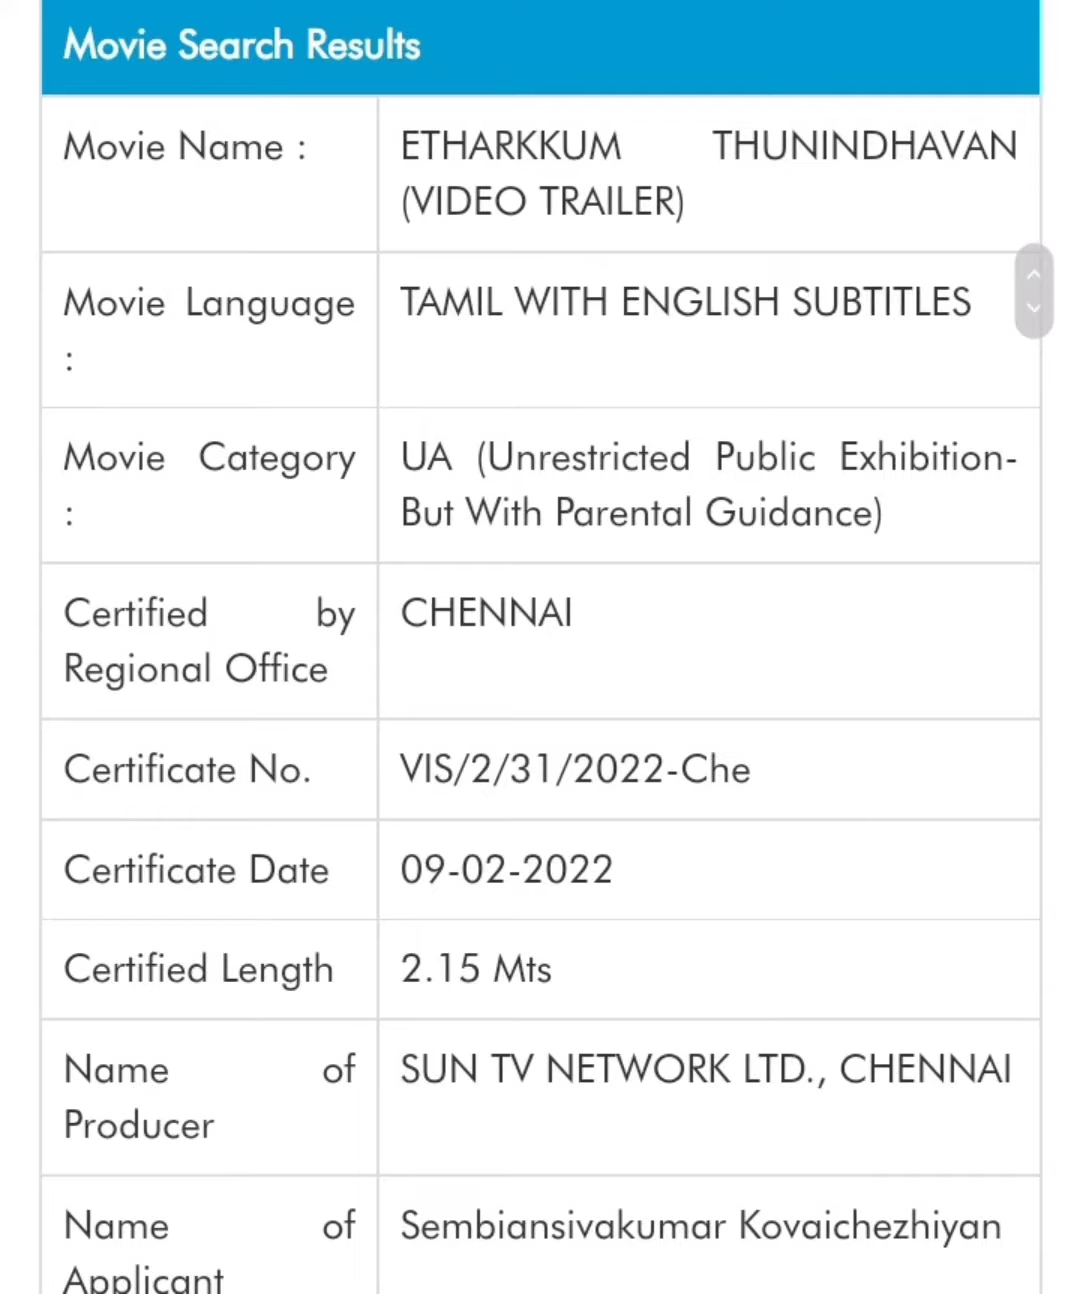 Movie Search Results
Movie Name : ETHARKKUM THUNINDHAVAN
(VIDEO TRAILER)
Movie Language TAMIL WITH ENGLISH SUBTITLES
:
Movie Category UA (Unrestricted Public Exhibition-
: But With Parental Guidance)
Certified by CHENNAI
Regional Office
Certificate No. VIS/2/31/2022-Che
Certificate Date 09-02-2022
Certified Length 2.15 Mts
Name of SUN TV NETWORK LTD., CHENNAI
Producer
Name of Sembiansivakumar Kovaichezhiyan
Applicant